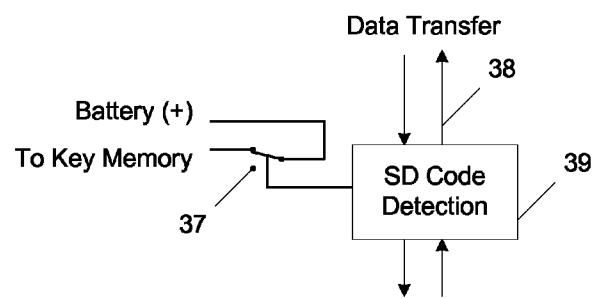 Data Transfer
38
Battery (+)
To Key Memory
SD Code
Detection
39
37